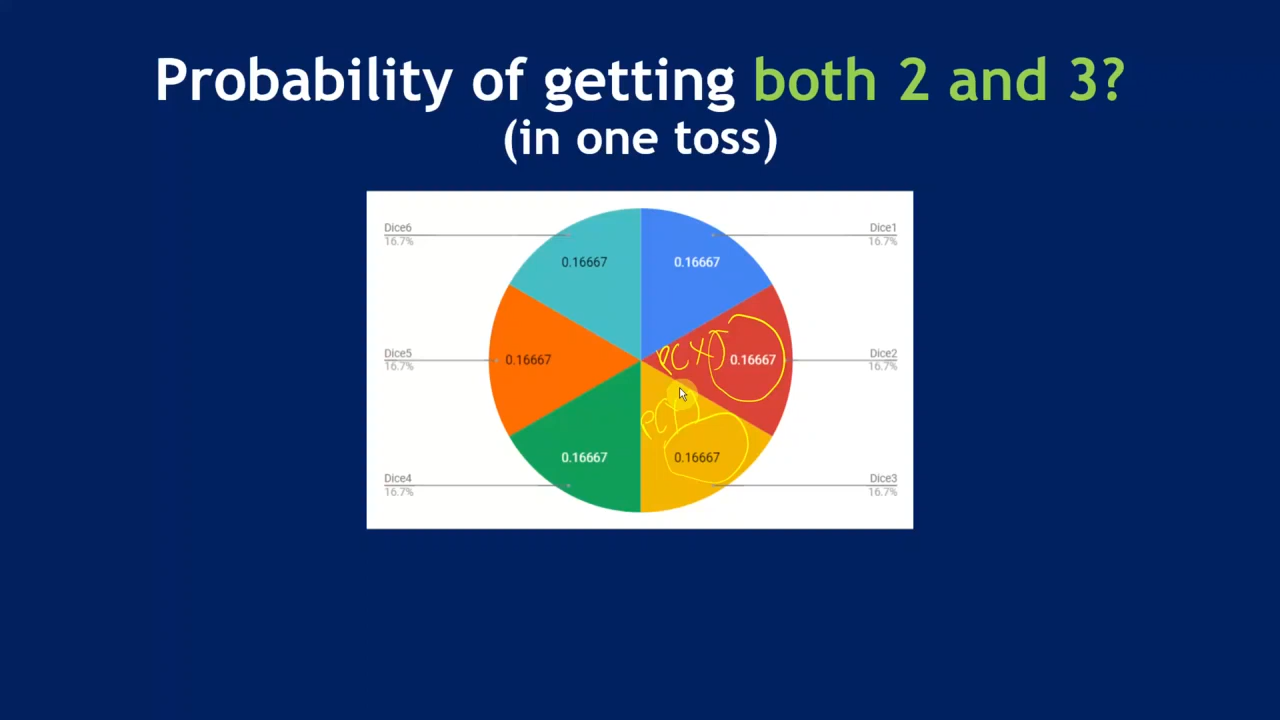 Probability of getting both 2 and 3?
(in one toss)
Dice6
16.7%
Dice1
16.7%
0.16667
0.16667
Dice5
16.7%
0.16667
P(X)
0.16667
Dice2
16.7%
0.16667
0.16667
Dice4
16.7%
Dice3
16.7%